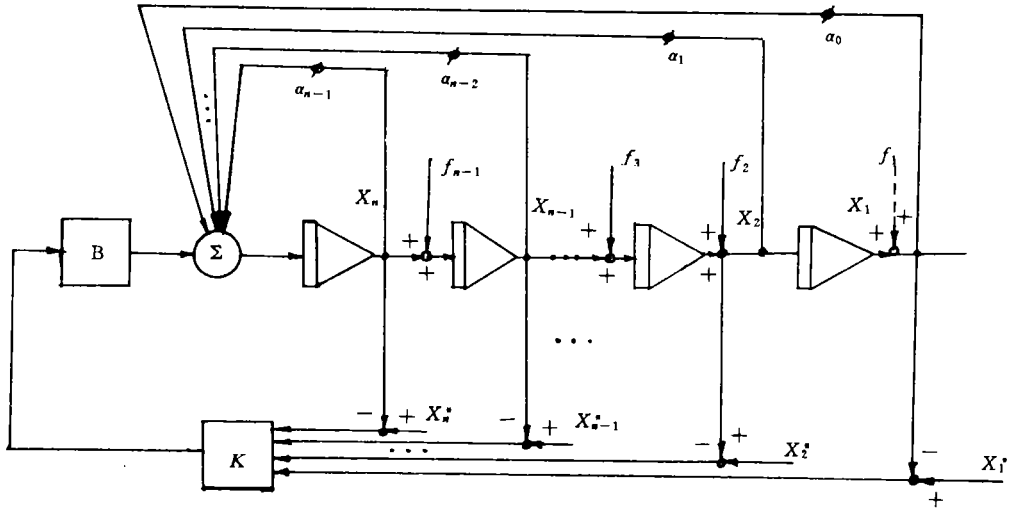 α₀
α₁
αₙ₋₂
αₙ₋₁
fₙ₋₁
f₃
f₂
f
Xₙ
Xₙ₋₁
X₂
X₁
B
Σ
+
+
+
+
+
+
+
...
...
− + Xₙ*
− + Xₙ₋₁*
...
− + X₂*
− + X₁*
K